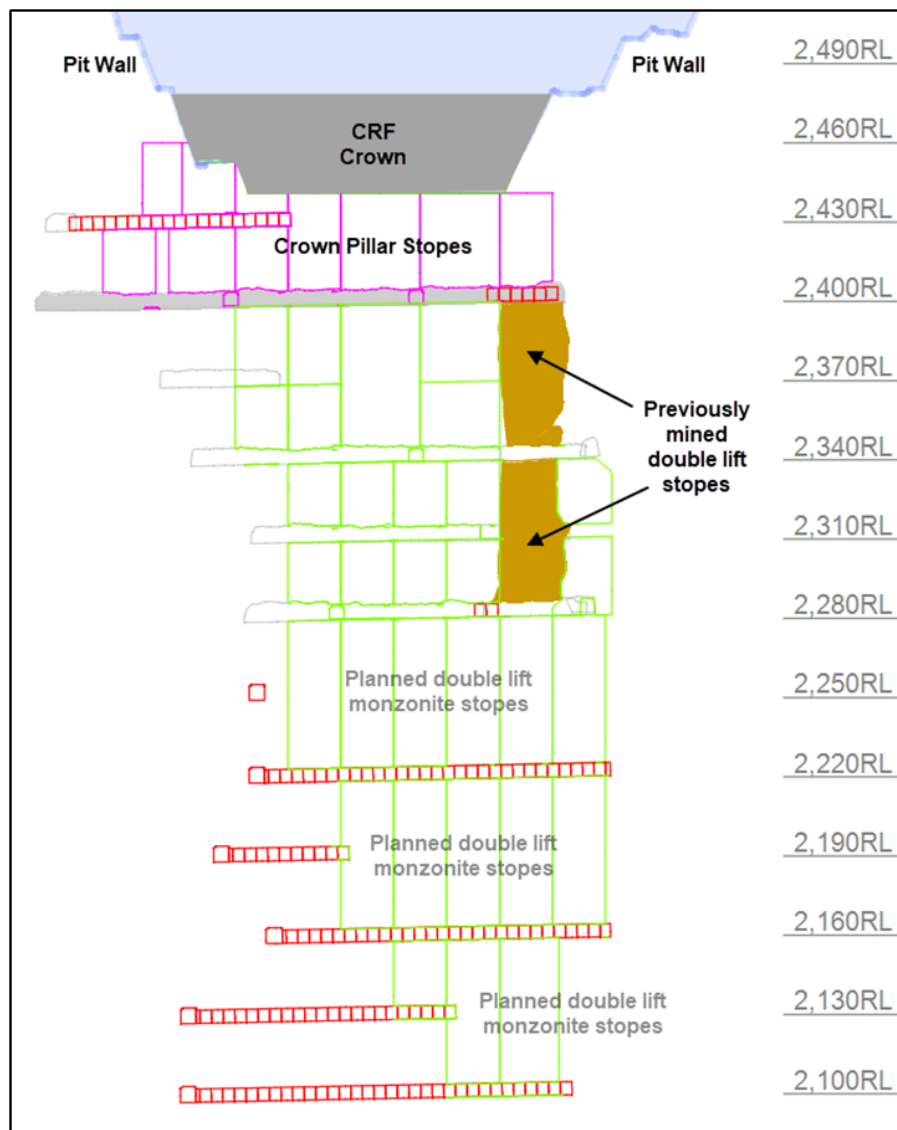 2,490RL
Pit Wall
Pit Wall
CRF
Crown
2,460RL
2,430RL
Crown Pillar Stopes
2,400RL
2,370RL
Previously
mined
double lift
stopes
2,340RL
2,310RL
2,280RL
Planned double lift
monzonite stopes
2,250RL
2,220RL
Planned double lift
monzonite stopes
2,190RL
2,160RL
Planned double lift
monzonite stopes
2,130RL
2,100RL